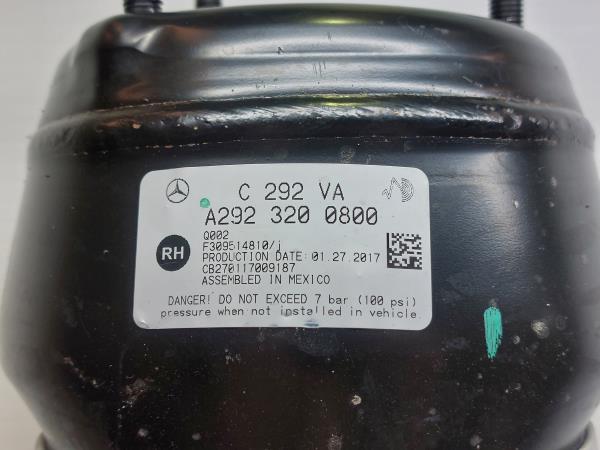 C 292 VA
A292 320 0800
Q002
F309514810/j
RH
PRODUCTION DATE: 01.27.2017
CB270117009187
ASSEMBLED IN MEXICO
DANGER! DO NOT EXCEED 7 bar (100 psi)
pressure when not installed in vehicle.